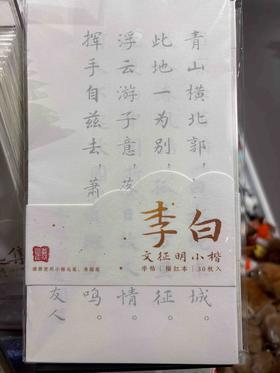 青山横北郭，
城。
此地一为别，
征。
浮云游子意，
情。
挥手自兹去，萧
鸣。
友人
李白
文征明小楷
字帖｜描红本｜30枚入